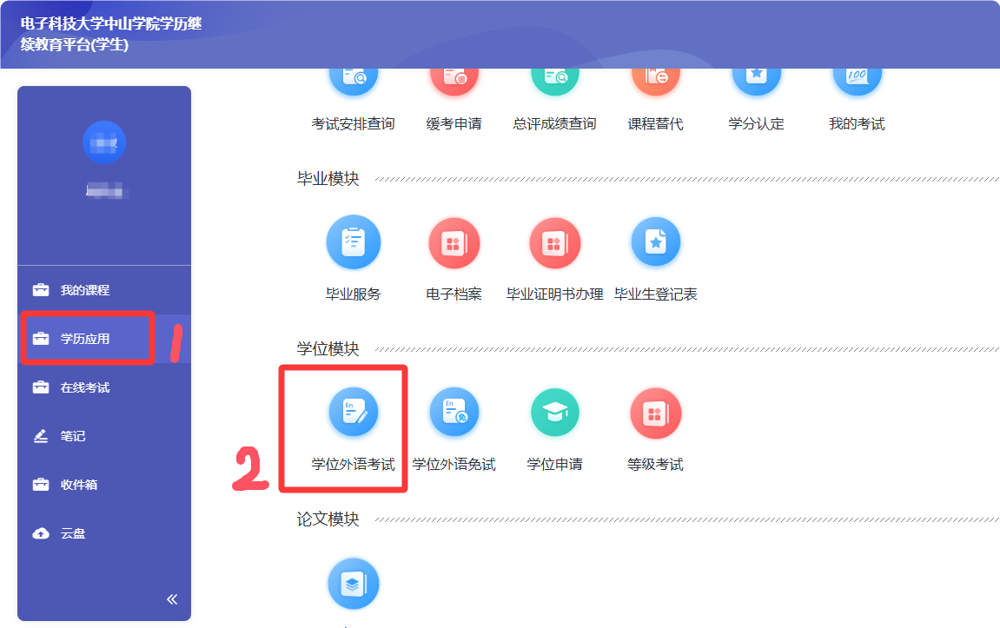 电子科技大学中山学院学历继
续教育平台(学生)
缓
100
考试安排查询 缓考申请 总评成绩查询 课程替代 学分认定 我的考试
毕业模块
毕业服务 电子档案 毕业证明书办理 毕业生登记表
我的课程
学历应用
1
在线考试
笔记
收件箱
云盘
学位模块
En En 免
学位外语考试 学位外语免试 学位申请 等级考试
2
论文模块